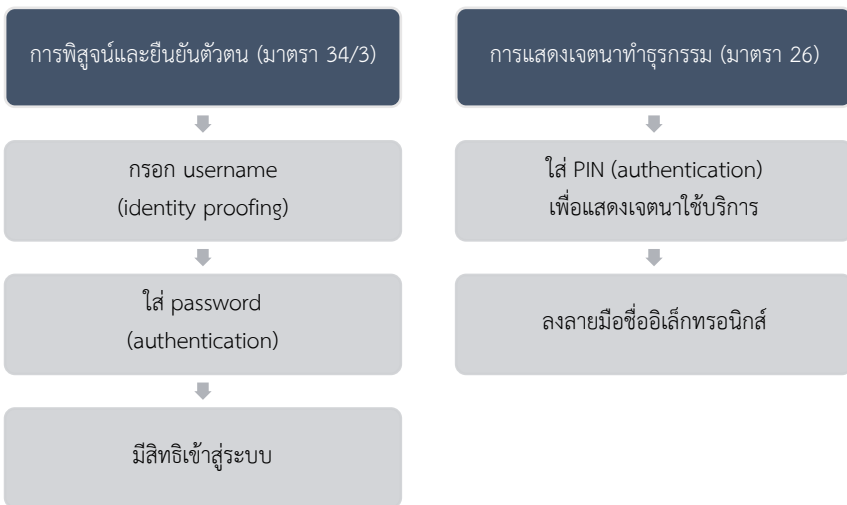 การพิสูจน์และยืนยันตัวตน (มาตรา 34/3)
กรอก username
(identity proofing)
ใส่ password
(authentication)
มีสิทธิเข้าสู่ระบบ
การแสดงเจตนาทำธุรกรรม (มาตรา 26)
ใส่ PIN (authentication)
เพื่อแสดงเจตนาใช้บริการ
ลงลายมือชื่ออิเล็กทรอนิกส์